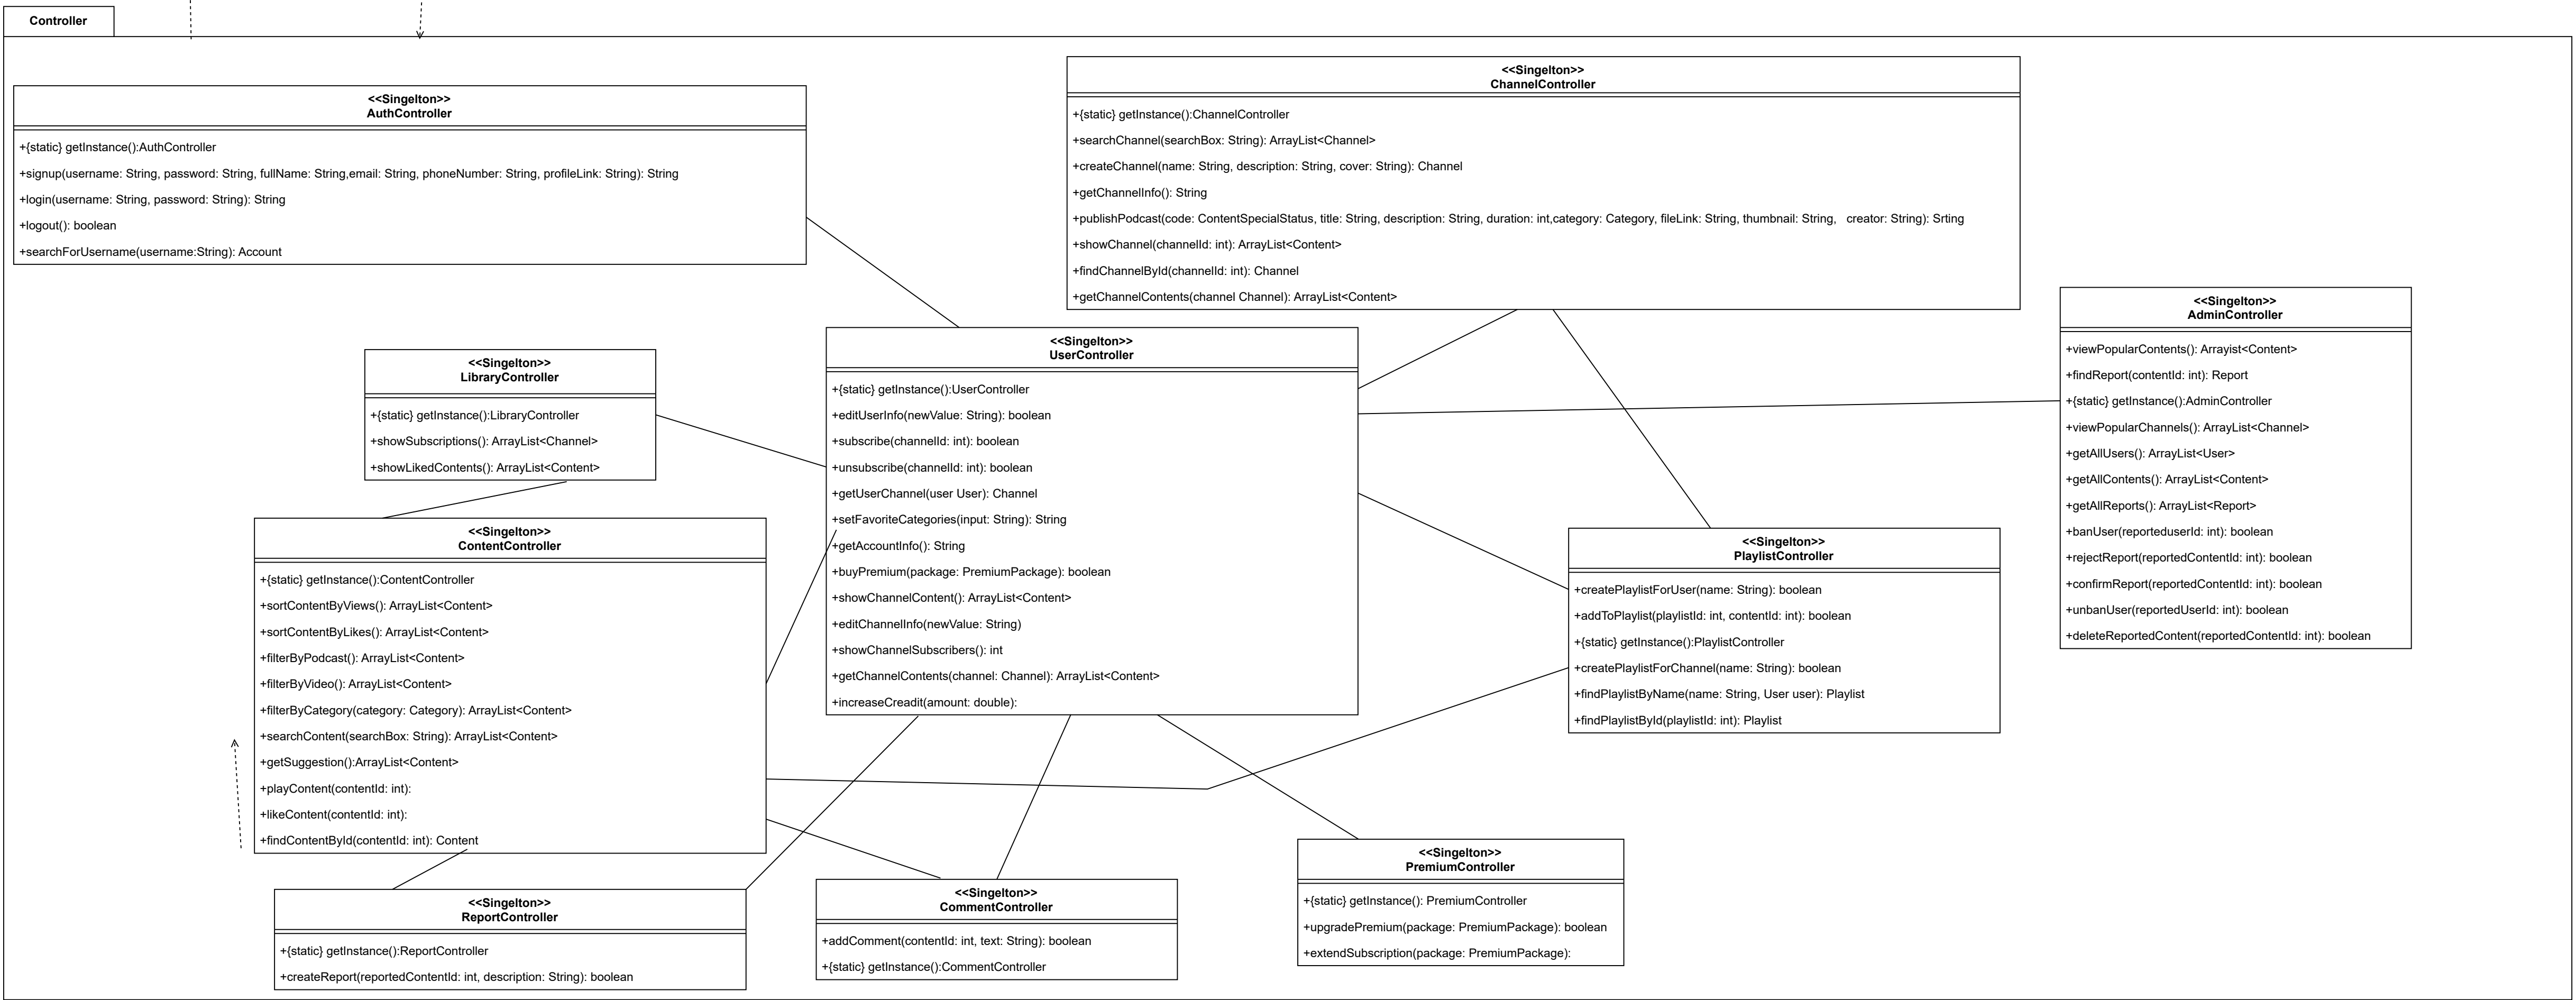 Controller
<<Singelton>>
AuthController
+{static} getInstance():AuthController
+signup(username: String, password: String, fullName: String,email: String, phoneNumber: String, profileLink: String): String
+login(username: String, password: String): String
+logout(): boolean
+searchForUsername(username:String): Account
<<Singelton>>
ChannelController
+{static} getInstance():ChannelController
+searchChannel(searchBox: String): ArrayList<Channel>
+createChannel(name: String, description: String, cover: String): Channel
+getChannelInfo(): String
+publishPodcast(code: ContentSpecialStatus, title: String, description: String, duration: int,category: Category, fileLink: String, thumbnail: String,   creator: String): Srting
+showChannel(channelId: int): ArrayList<Content>
+findChannelById(channelId: int): Channel
+getChannelContents(channel Channel): ArrayList<Content>
<<Singelton>>
AdminController
+viewPopularContents(): Arrayist<Content>
+findReport(contentId: int): Report
+{static} getInstance():AdminController
+viewPopularChannels(): ArrayList<Channel>
+getAllUsers(): ArrayList<User>
+getAllContents(): ArrayList<Content>
+getAllReports(): ArrayList<Report>
+banUser(reporteduserId: int): boolean
+rejectReport(reportedContentId: int): boolean
+confirmReport(reportedContentId: int): boolean
+unbanUser(reportedUserId: int): boolean
+deleteReportedContent(reportedContentId: int): boolean
<<Singelton>>
LibraryController
+{static} getInstance():LibraryController
+showSubscriptions(): ArrayList<Channel>
+showLikedContents(): ArrayList<Content>
<<Singelton>>
UserController
+{static} getInstance():UserController
+editUserInfo(newValue: String): boolean
+subscribe(channelId: int): boolean
+unsubscribe(channelId: int): boolean
+getUserChannel(user User): Channel
+setFavoriteCategories(input: String): String
+getAccountInfo(): String
+buyPremium(package: PremiumPackage): boolean
+showChannelContent(): ArrayList<Content>
+editChannelInfo(newValue: String)
+showChannelSubscribers(): int
+getChannelContents(channel: Channel): ArrayList<Content>
+increaseCreadit(amount: double):
<<Singelton>>
ContentController
+{static} getInstance():ContentController
+sortContentByViews(): ArrayList<Content>
+sortContentByLikes(): ArrayList<Content>
+filterByPodcast(): ArrayList<Content>
+filterByVideo(): ArrayList<Content>
+filterByCategory(category: Category): ArrayList<Content>
+searchContent(searchBox: String): ArrayList<Content>
+getSuggestion():ArrayList<Content>
+playContent(contentId: int):
+likeContent(contentId: int):
+findContentById(contentId: int): Content
<<Singelton>>
PlaylistController
+createPlaylistForUser(name: String): boolean
+addToPlaylist(playlistId: int, contentId: int): boolean
+{static} getInstance():PlaylistController
+createPlaylistForChannel(name: String): boolean
+findPlaylistByName(name: String, User user): Playlist
+findPlaylistById(playlistId: int): Playlist
<<Singelton>>
ReportController
+{static} getInstance():ReportController
+createReport(reportedContentId: int, description: String): boolean
<<Singelton>>
CommentController
+addComment(contentId: int, text: String): boolean
+{static} getInstance():CommentController
<<Singelton>>
PremiumController
+{static} getInstance(): PremiumController
+upgradePremium(package: PremiumPackage): boolean
+extendSubscription(package: PremiumPackage):